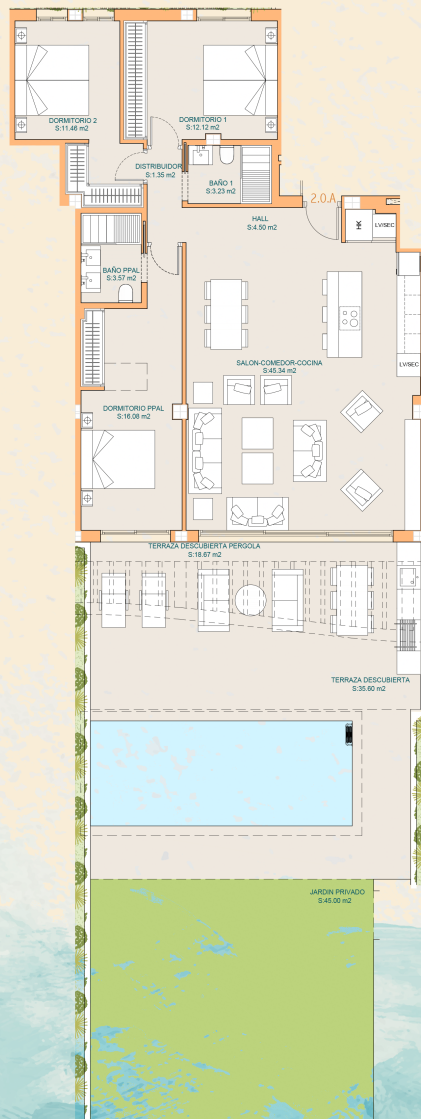 DORMITORIO 2
S:11.46 m2
DORMITORIO 1
S:12.12 m2
DISTRIBUIDOR
S:1.35 m2
BAÑO 1
S:3.23 m2
2.0.A
HALL
S:4.50 m2
HK
LV/SEC
BAÑO PPAL
S:3.57 m2
SALON-COMEDOR-COCINA
S:45.34 m2
LV/SEC
DORMITORIO PPAL
S:16.08 m2
TERRAZA DESCUBIERTA PERGOLA
S:18.67 m2
TERRAZA DESCUBIERTA
S:35.60 m2
JARDIN PRIVADO
S:45.00 m2